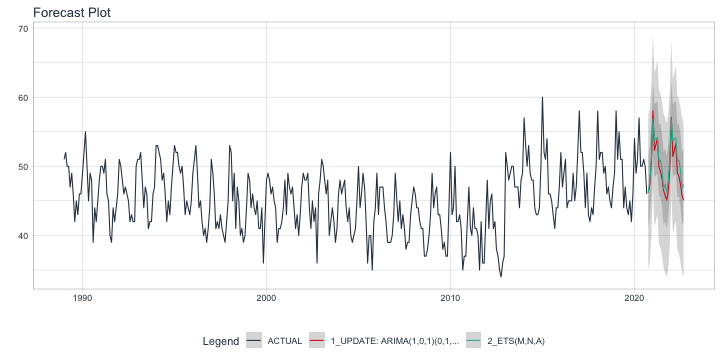 Forecast Plot
70
60
50
40
1990 2000 2010 2020
Legend ACTUAL 1_UPDATE: ARIMA(1,0,1)(0,1,... 2_ETS(M,N,A)